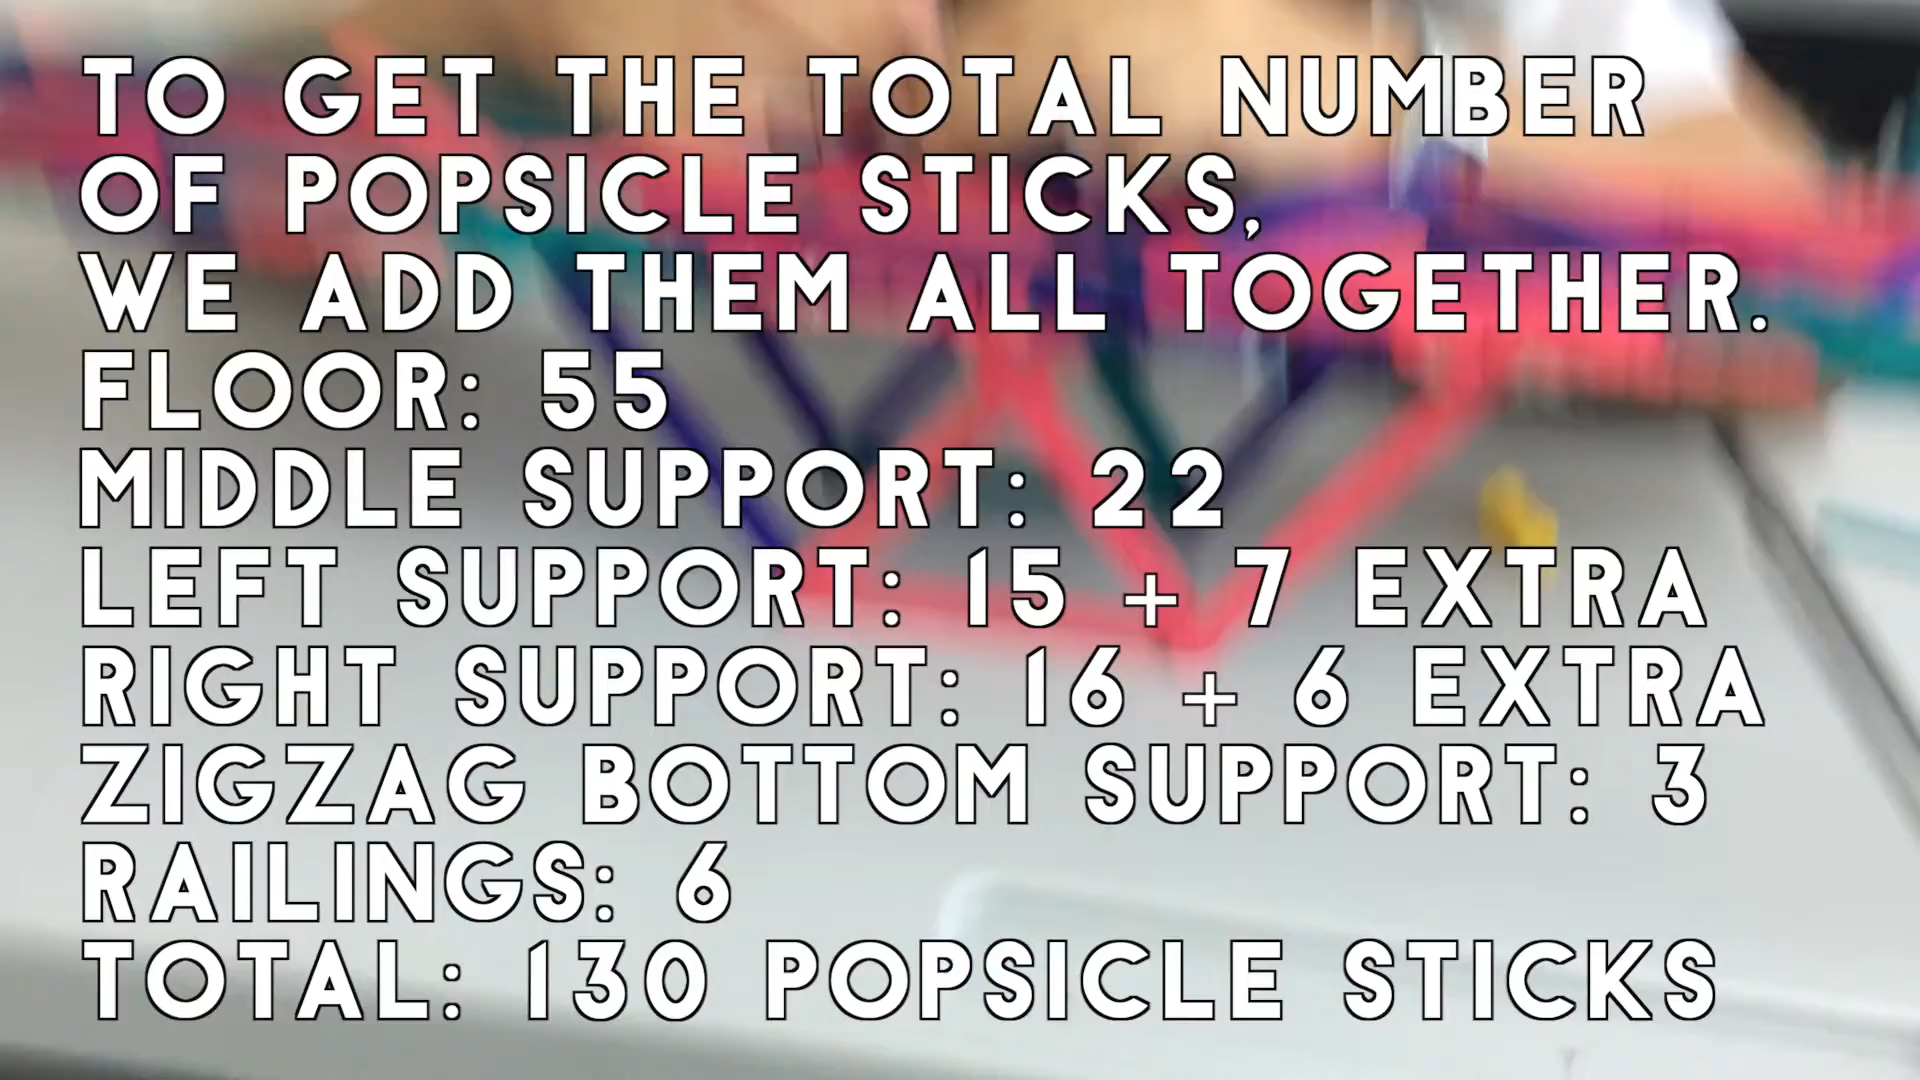 TO GET THE TOTAL NUMBER
OF POPSICLE STICKS,
WE ADD THEM ALL TOGETHER.
FLOOR: 55
MIDDLE SUPPORT: 22
LEFT SUPPORT: 15 + 7 EXTRA
RIGHT SUPPORT: 16 + 6 EXTRA
ZIGZAG BOTTOM SUPPORT: 3
RAILINGS: 6
TOTAL: 130 POPSICLE STICKS